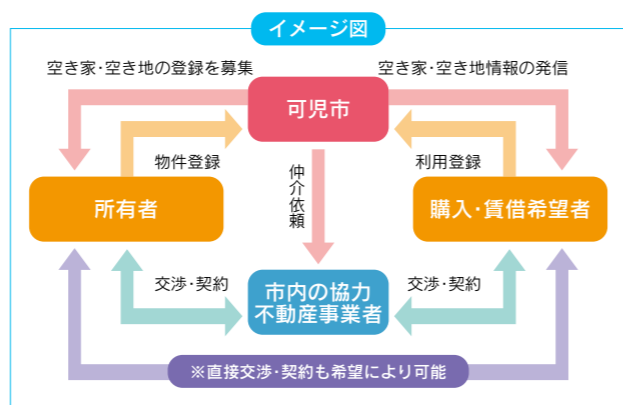 イメージ図
空き家・空き地の登録を募集
空き家・空き地情報の発信
可児市
物件登録
仲介依頼
利用登録
所有者
購入・賃借希望者
交渉・契約
市内の協力
不動産事業者
交渉・契約
※直接交渉・契約も希望により可能